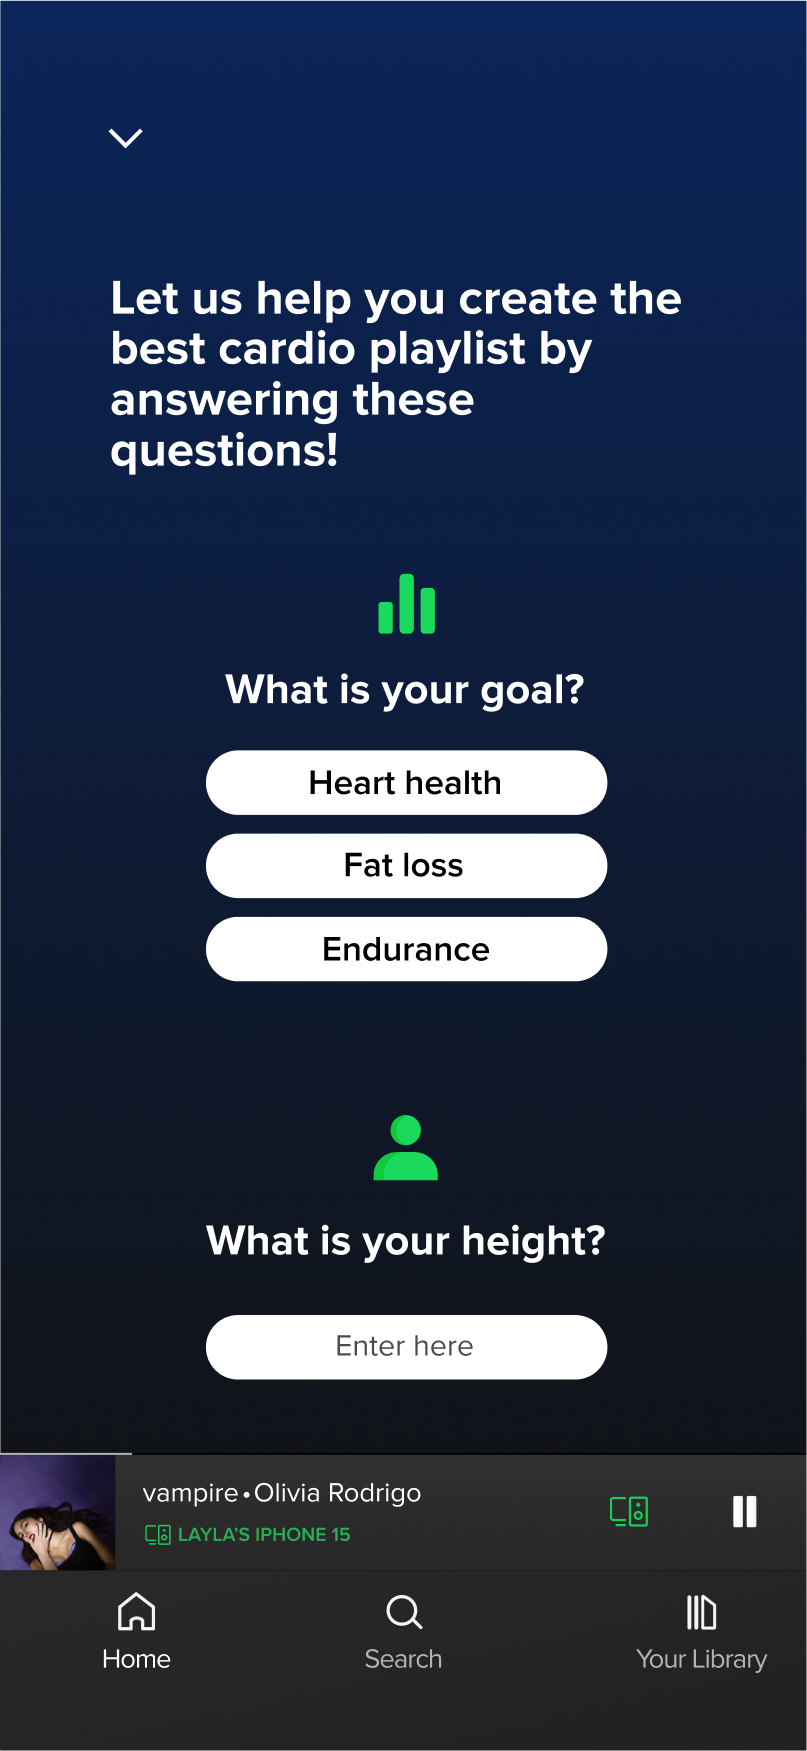 Let us help you create the
best cardio playlist by
answering these
questions!
What is your goal?
Heart health
Fat loss
Endurance
What is your height?
Enter here
vampire•Olivia Rodrigo
LAYLA'S IPHONE 15
Home
Search
Your Library